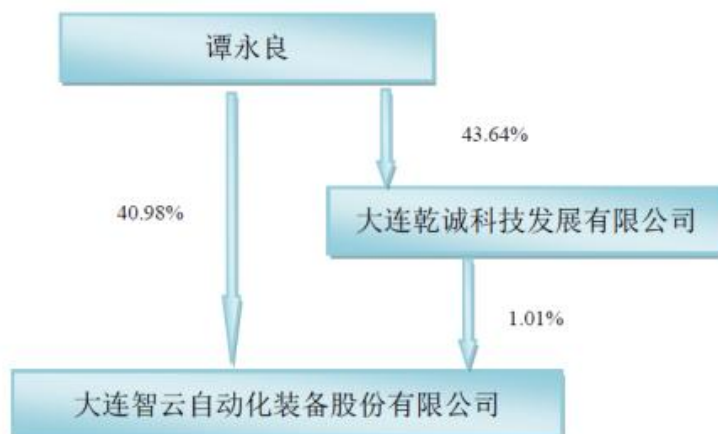 谭永良
43.64%
40.98%
大连乾诚科技发展有限公司
1.01%
大连智云自动化装备股份有限公司